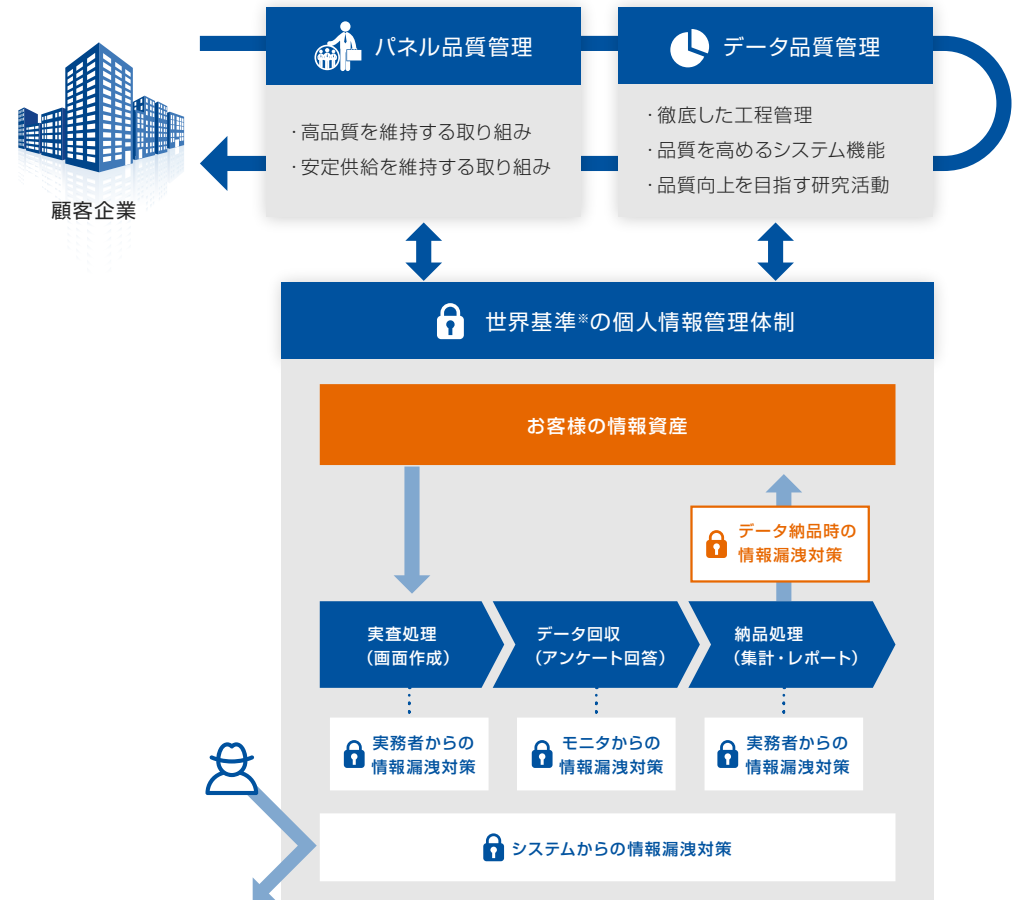 パネル品質管理
データ品質管理
・高品質を維持する取り組み
・安定供給を維持する取り組み
・徹底した工程管理
・品質を高めるシステム機能
・品質向上を目指す研究活動
顧客企業
世界基準※の個人情報管理体制
お客様の情報資産
データ納品時の
情報漏洩対策
実査処理
（画面作成）
データ回収
（アンケート回答）
納品処理
（集計・レポート）
実務者からの
情報漏洩対策
モニタからの
情報漏洩対策
実務者からの
情報漏洩対策
システムからの情報漏洩対策